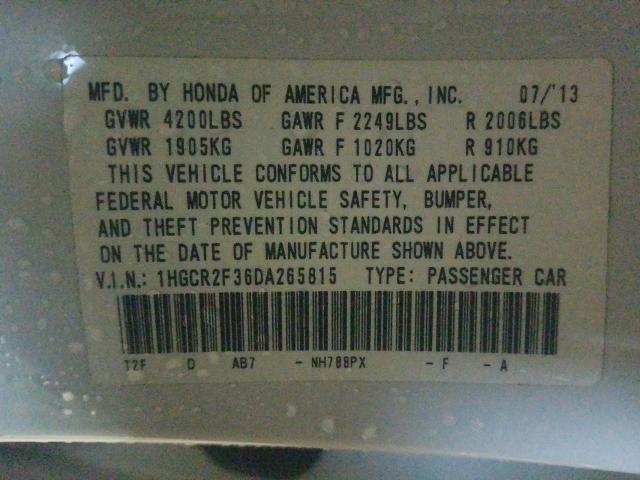 MFD. BY HONDA OF AMERICA MFG., INC. 07/'13
GVWR 4200LBS GAWR F 2249LBS R 2006LBS
GVWR 1905KG GAWR F 1020KG R 910KG
THIS VEHICLE CONFORMS TO ALL APPLICABLE
FEDERAL MOTOR VEHICLE SAFETY, BUMPER,
AND THEFT PREVENTION STANDARDS IN EFFECT
ON THE DATE OF MANUFACTURE SHOWN ABOVE.
V.I.N.: 1HGCR2F36DA265815 TYPE: PASSENGER CAR
T2F D AB7 - NH788PX - F - A